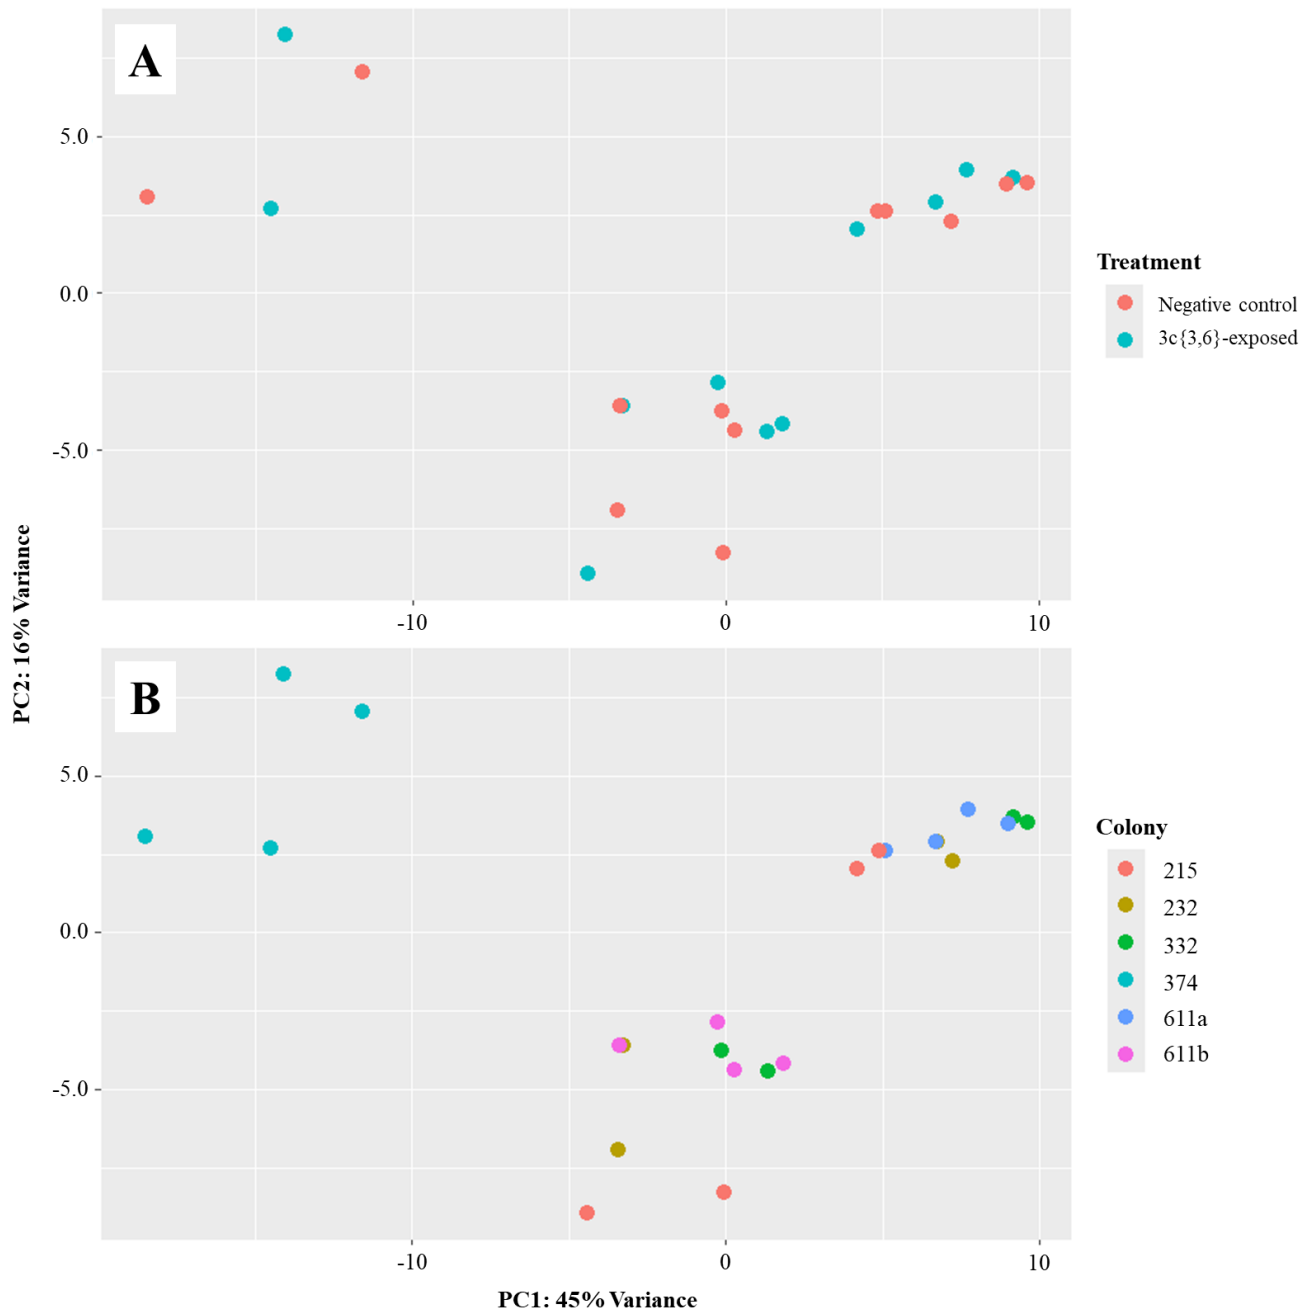 A
5.0
0.0
-5.0
-10 0 10
Treatment
Negative control
3c{3,6}-exposed
PC2: 16% Variance
B
5.0
0.0
-5.0
-10 0 10
PC1: 45% Variance
Colony
215
232
332
374
611a
611b